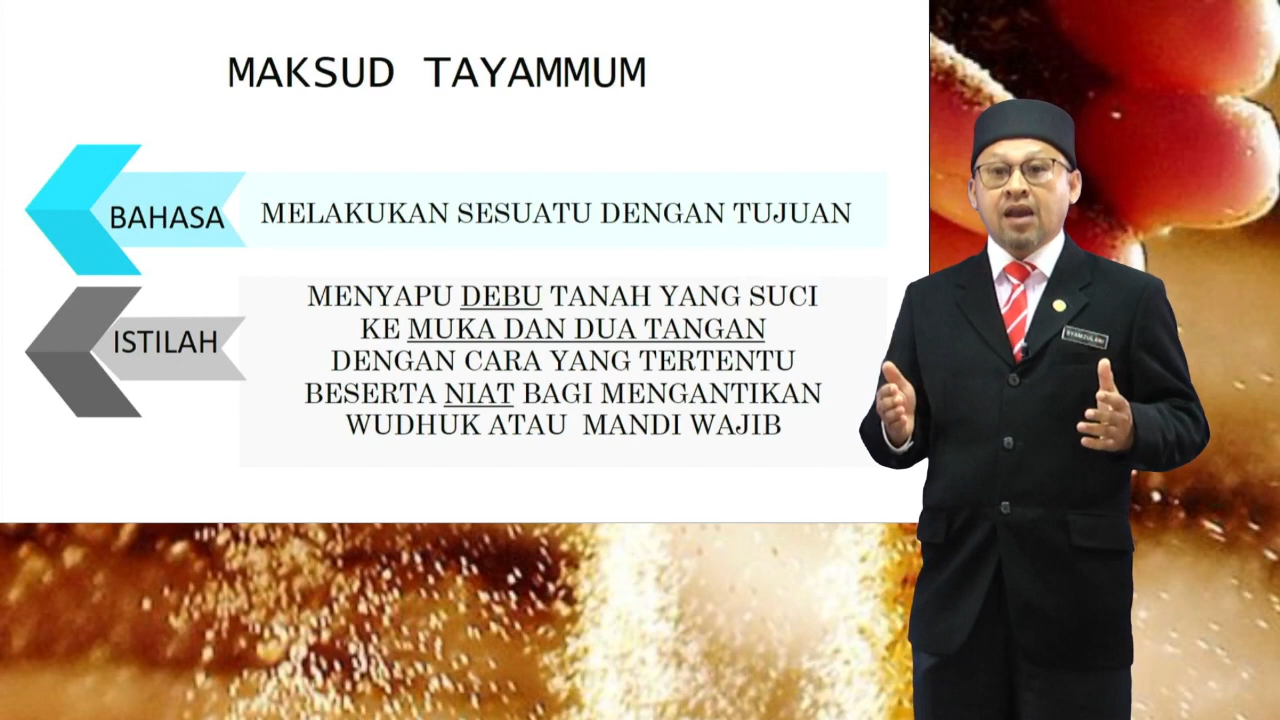 MAKSUD TAYAMMUM
BAHASA
MELAKUKAN SESUATU DENGAN TUJUAN
ISTILAH
MENYAPU DEBU TANAH YANG SUCI
KE MUKA DAN DUA TANGAN
DENGAN CARA YANG TERTENTU
BESERTA NIAT BAGI MENGANTIKAN
WUDHUK ATAU MANDI WAJIB
SYAMZULANI